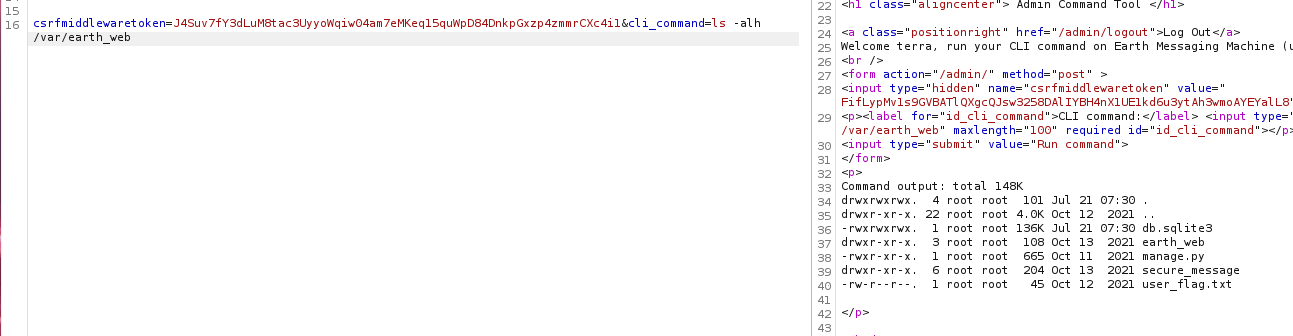 15
16 csrfmiddlewaretoken=J4Suv7fY3dLuM8tac3UyyoWqiwO4am7eMKeq15quWpD84DnkpGxzp4zmmrCXc4i1&cli_command=ls -alh
/var/earth_web
22 <h1 class="aligncenter"> Admin Command Tool </h1>
23
24 <a class="positionright" href="/admin/logout">Log Out</a>
25 Welcome terra, run your CLI command on Earth Messaging Machine (u
26 <br />
27 <form action="/admin/" method="post" >
28 <input type="hidden" name="csrfmiddlewaretoken" value="
FifLypMv1s9GVBATlQXgcQJsw3258DAlIYBH4nX1UE1kd6u3ytAh3wmoAYEYalL8"
29 <p><label for="id_cli_command">CLI command:</label> <input type="
/var/earth_web" maxlength="100" required id="id_cli_command"></p>
30 <input type="submit" value="Run command">
31 </form>
32 <p>
33 Command output: total 148K
34 drwxrwxrwx. 4 root root 101 Jul 21 07:30 .
35 drwxr-xr-x. 22 root root 4.0K Oct 12 2021 ..
36 -rwxrwxrwx. 1 root root 136K Jul 21 07:30 db.sqlite3
37 drwxr-xr-x. 3 root root 108 Oct 13 2021 earth_web
38 -rwxr-xr-x. 1 root root 665 Oct 11 2021 manage.py
39 drwxr-xr-x. 6 root root 204 Oct 13 2021 secure_message
40 -rw-r--r--. 1 root root 45 Oct 12 2021 user_flag.txt
41
42 </p>
43